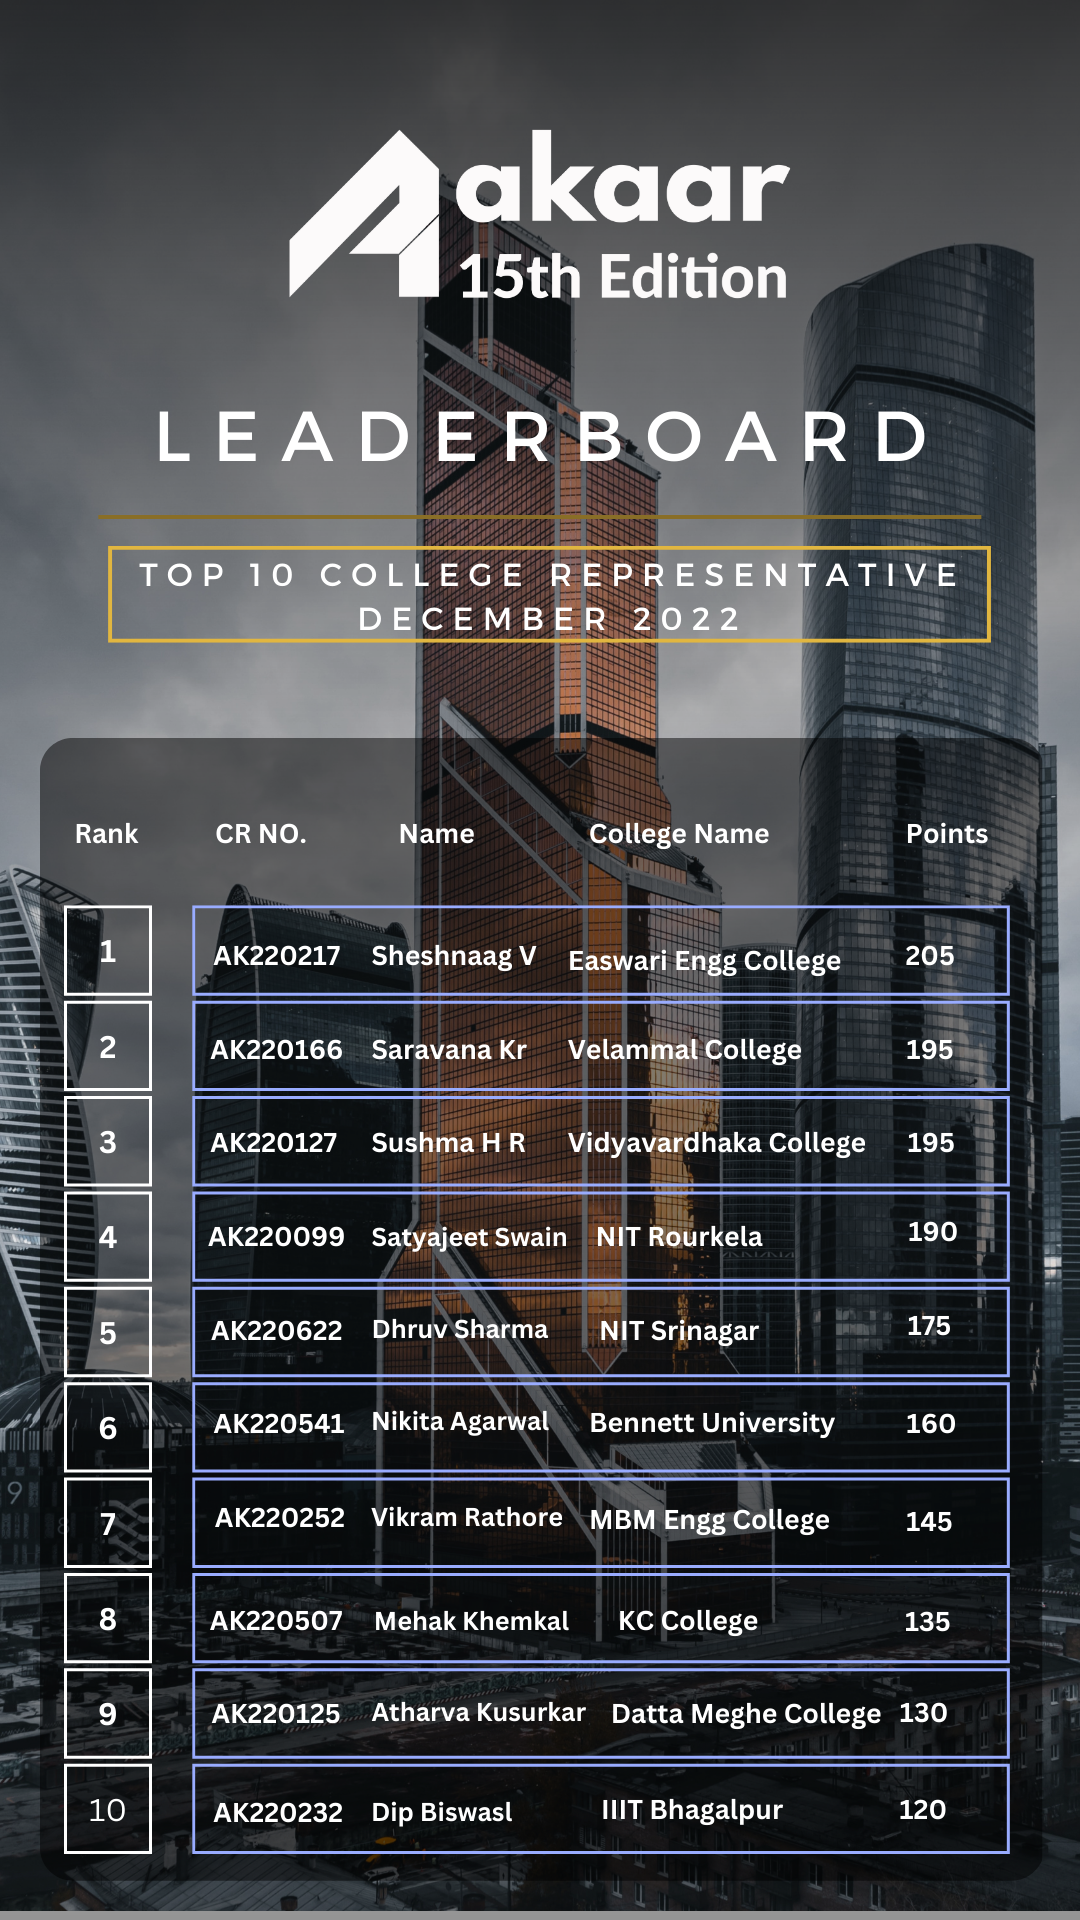 Aakaar
15th Edition
LEADERBOARD
TOP 10 COLLEGE REPRESENTATIVE
DECEMBER 2022
Rank CR NO. Name College Name Points
1 AK220217 Sheshnaag V Easwari Engg College 205
2 AK220166 Saravana Kr Velammal College 195
3 AK220127 Sushma H R Vidyavardhaka College 195
4 AK220099 Satyajeet Swain NIT Rourkela 190
5 AK220622 Dhruv Sharma NIT Srinagar 175
6 AK220541 Nikita Agarwal Bennett University 160
7 AK220252 Vikram Rathore MBM Engg College 145
8 AK220507 Mehak Khemkal KC College 135
9 AK220125 Atharva Kusurkar Datta Meghe College 130
10 AK220232 Dip Biswasl IIIT Bhagalpur 120